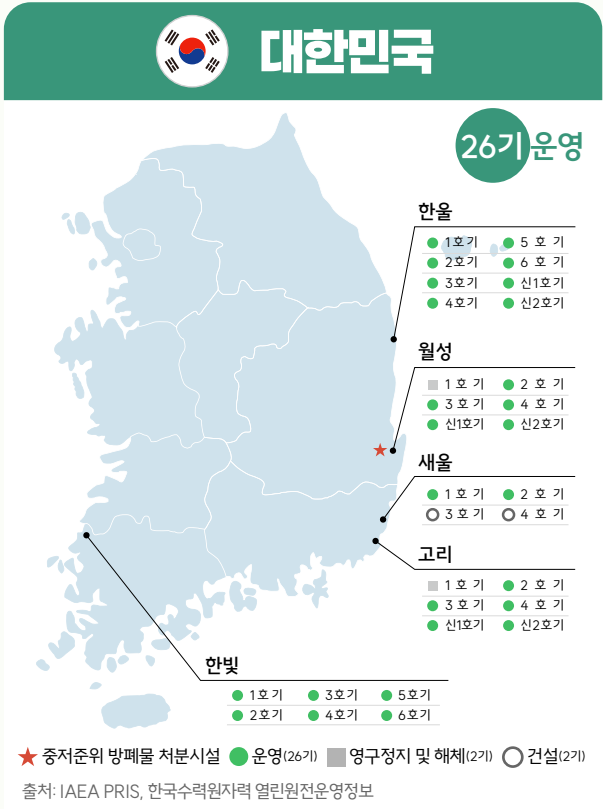 대한민국
26기 운영
한울
1호기 5 호 기
2호기 6 호 기
3호기 신1호기
4호기 신2호기
월성
1 호 기 2 호 기
3 호 기 4 호 기
신1호기 신2호기
새울
1 호 기 2 호 기
3 호 기 4 호 기
고리
1 호 기 2 호 기
3 호 기 4 호 기
신1호기 신2호기
한빛
1호기 3호기 5호기
2호기 4호기 6호기
중저준위 방폐물 처분시설 운영(26기) 영구정지 및 해체(2기) 건설(2기)
출처: IAEA PRIS, 한국수력원자력 열린원전운영정보